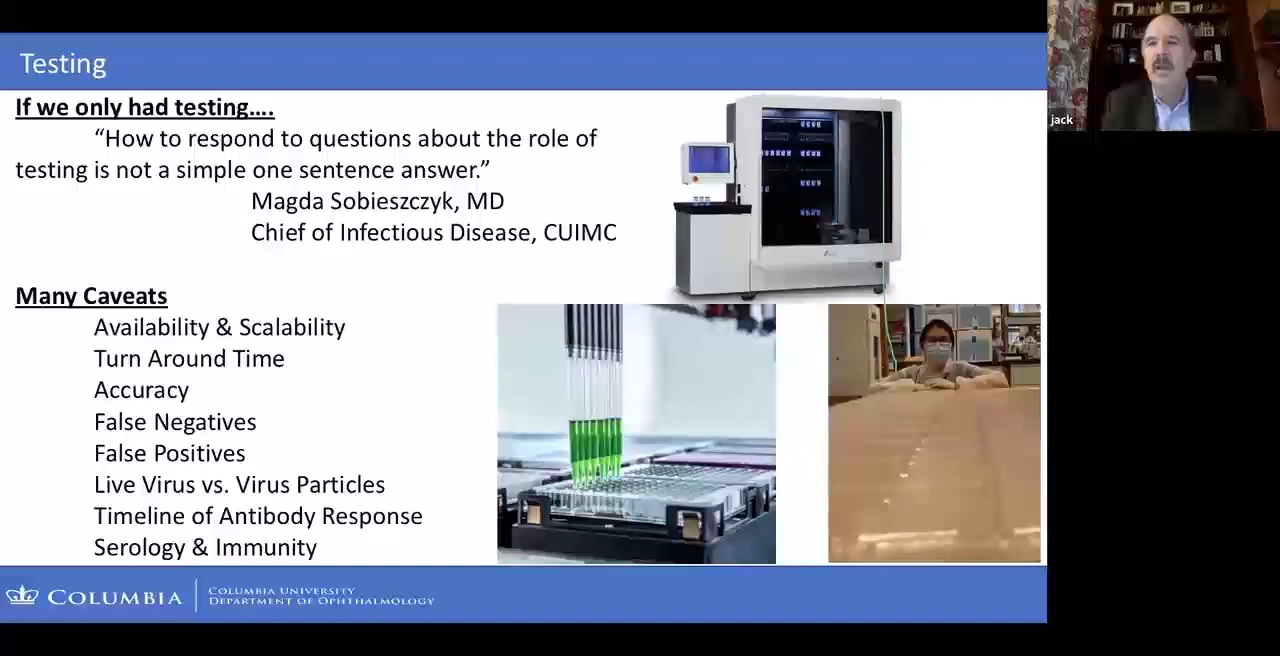 Testing
If we only had testing....
“How to respond to questions about the role of
testing is not a simple one sentence answer.”
Magda Sobieszczyk, MD
Chief of Infectious Disease, CUIMC
Many Caveats
Availability & Scalability
Turn Around Time
Accuracy
False Negatives
False Positives
Live Virus vs. Virus Particles
Timeline of Antibody Response
Serology & Immunity
COLUMBIA
COLUMBIA UNIVERSITY
DEPARTMENT OF OPHTHALMOLOGY
jack